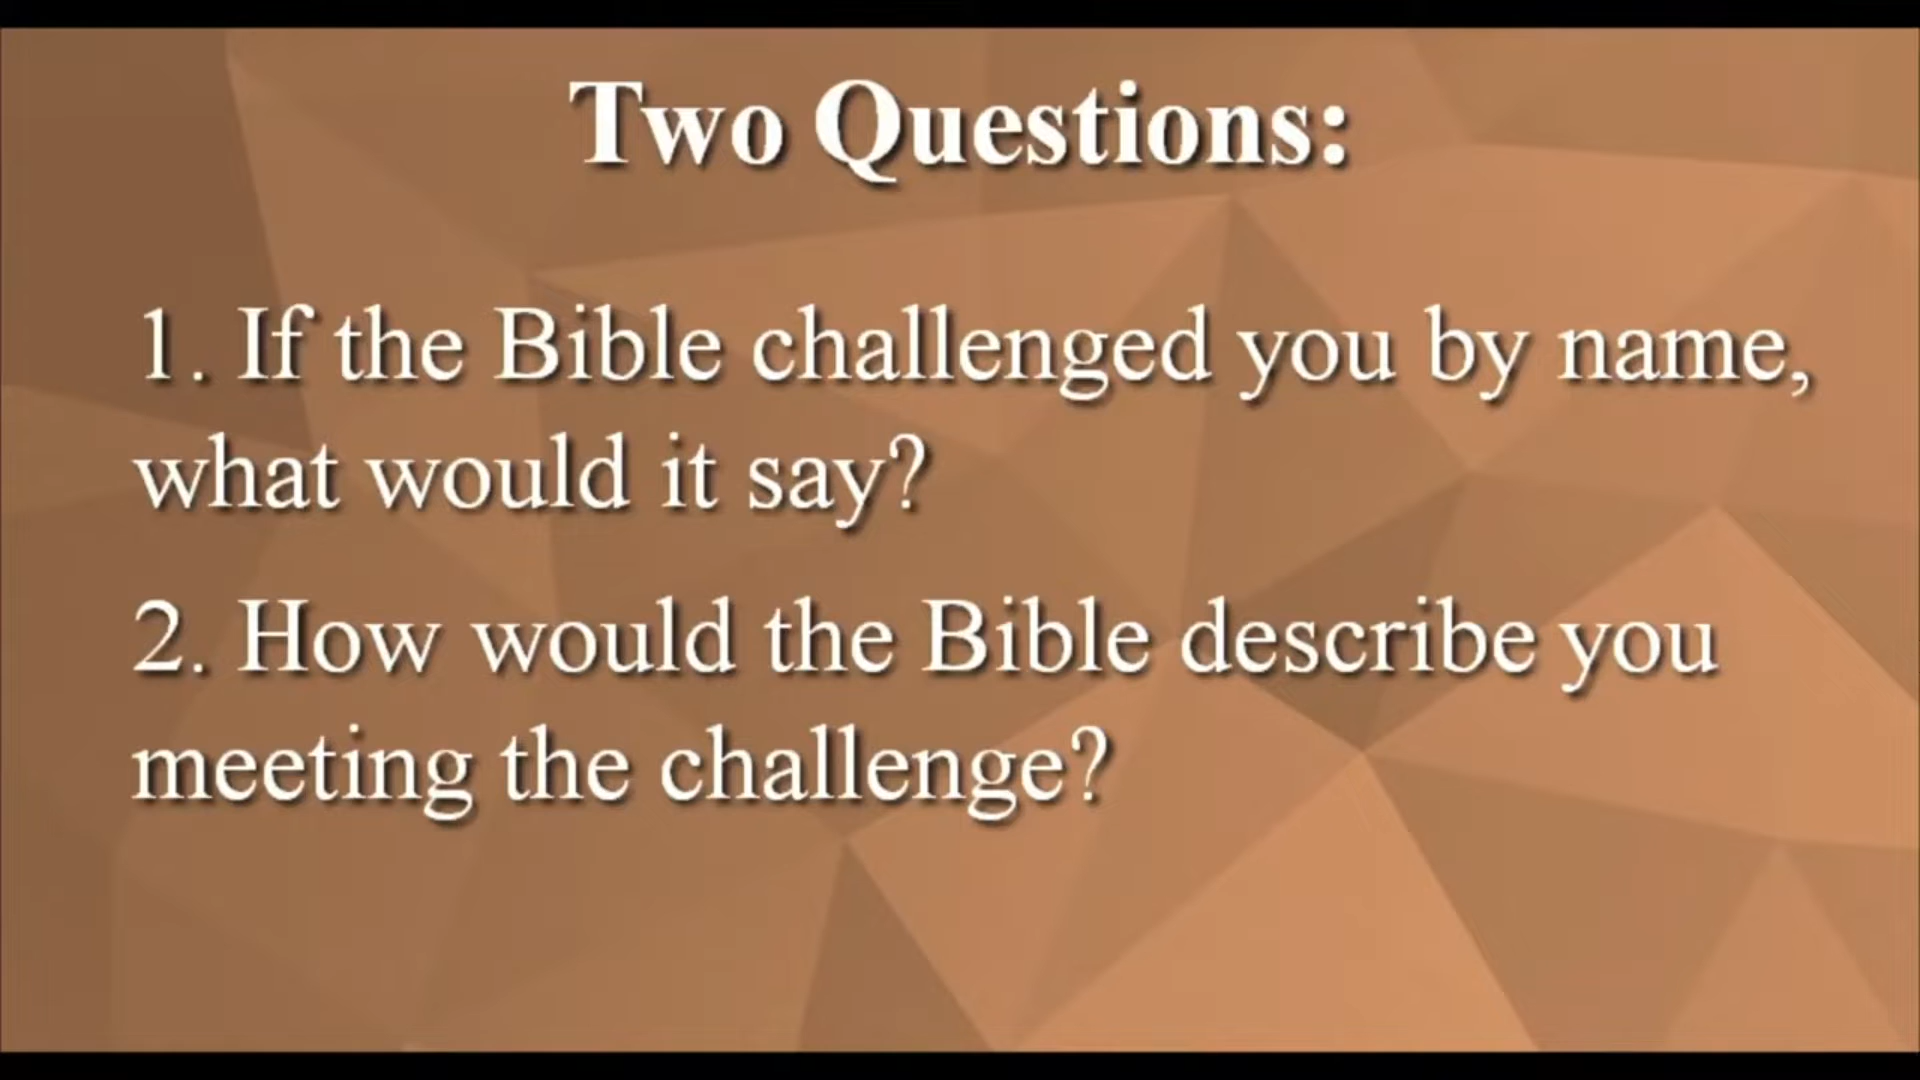 Two Questions:
1. If the Bible challenged you by name,
what would it say?
2. How would the Bible describe you
meeting the challenge?